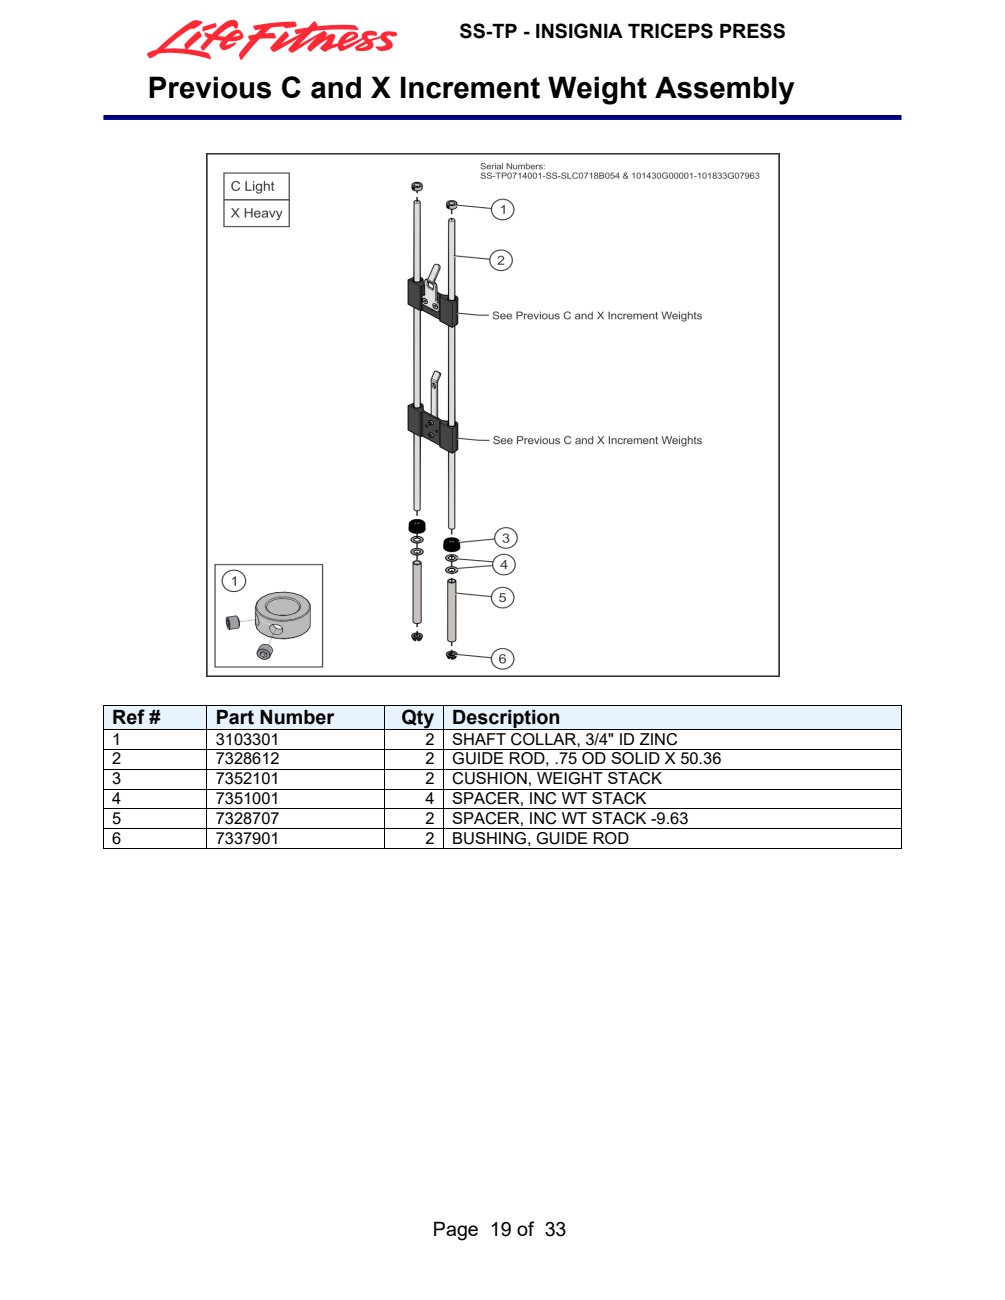 Life Fitness
SS-TP - INSIGNIA TRICEPS PRESS
Previous C and X Increment Weight Assembly
Serial Numbers:
SS-TP0714001-SS-SLC0718B054 & 101430G00001-101833G07963
C Light
X Heavy
1
2
See Previous C and X Increment Weights
See Previous C and X Increment Weights
3
4
5
6
1
Ref # Part Number Qty Description
1 3103301 2 SHAFT COLLAR, 3/4" ID ZINC
2 7328612 2 GUIDE ROD, .75 OD SOLID X 50.36
3 7352101 2 CUSHION, WEIGHT STACK
4 7351001 4 SPACER, INC WT STACK
5 7328707 2 SPACER, INC WT STACK -9.63
6 7337901 2 BUSHING, GUIDE ROD
Page 19 of 33